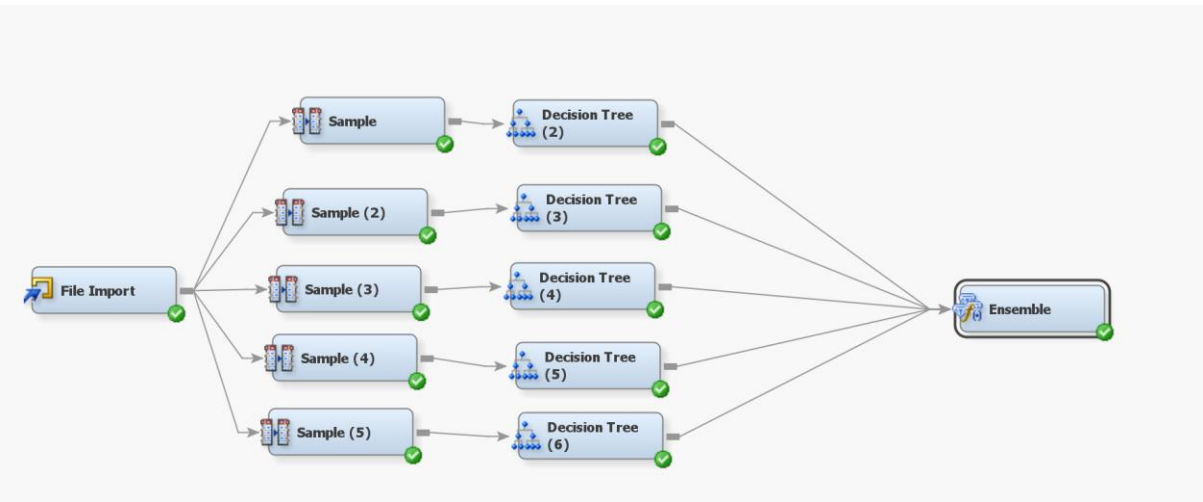 Sample
Decision Tree
(2)
Sample (2)
Decision Tree
(3)
File Import
Sample (3)
Decision Tree
(4)
Ensemble
Sample (4)
Decision Tree
(5)
Sample (5)
Decision Tree
(6)